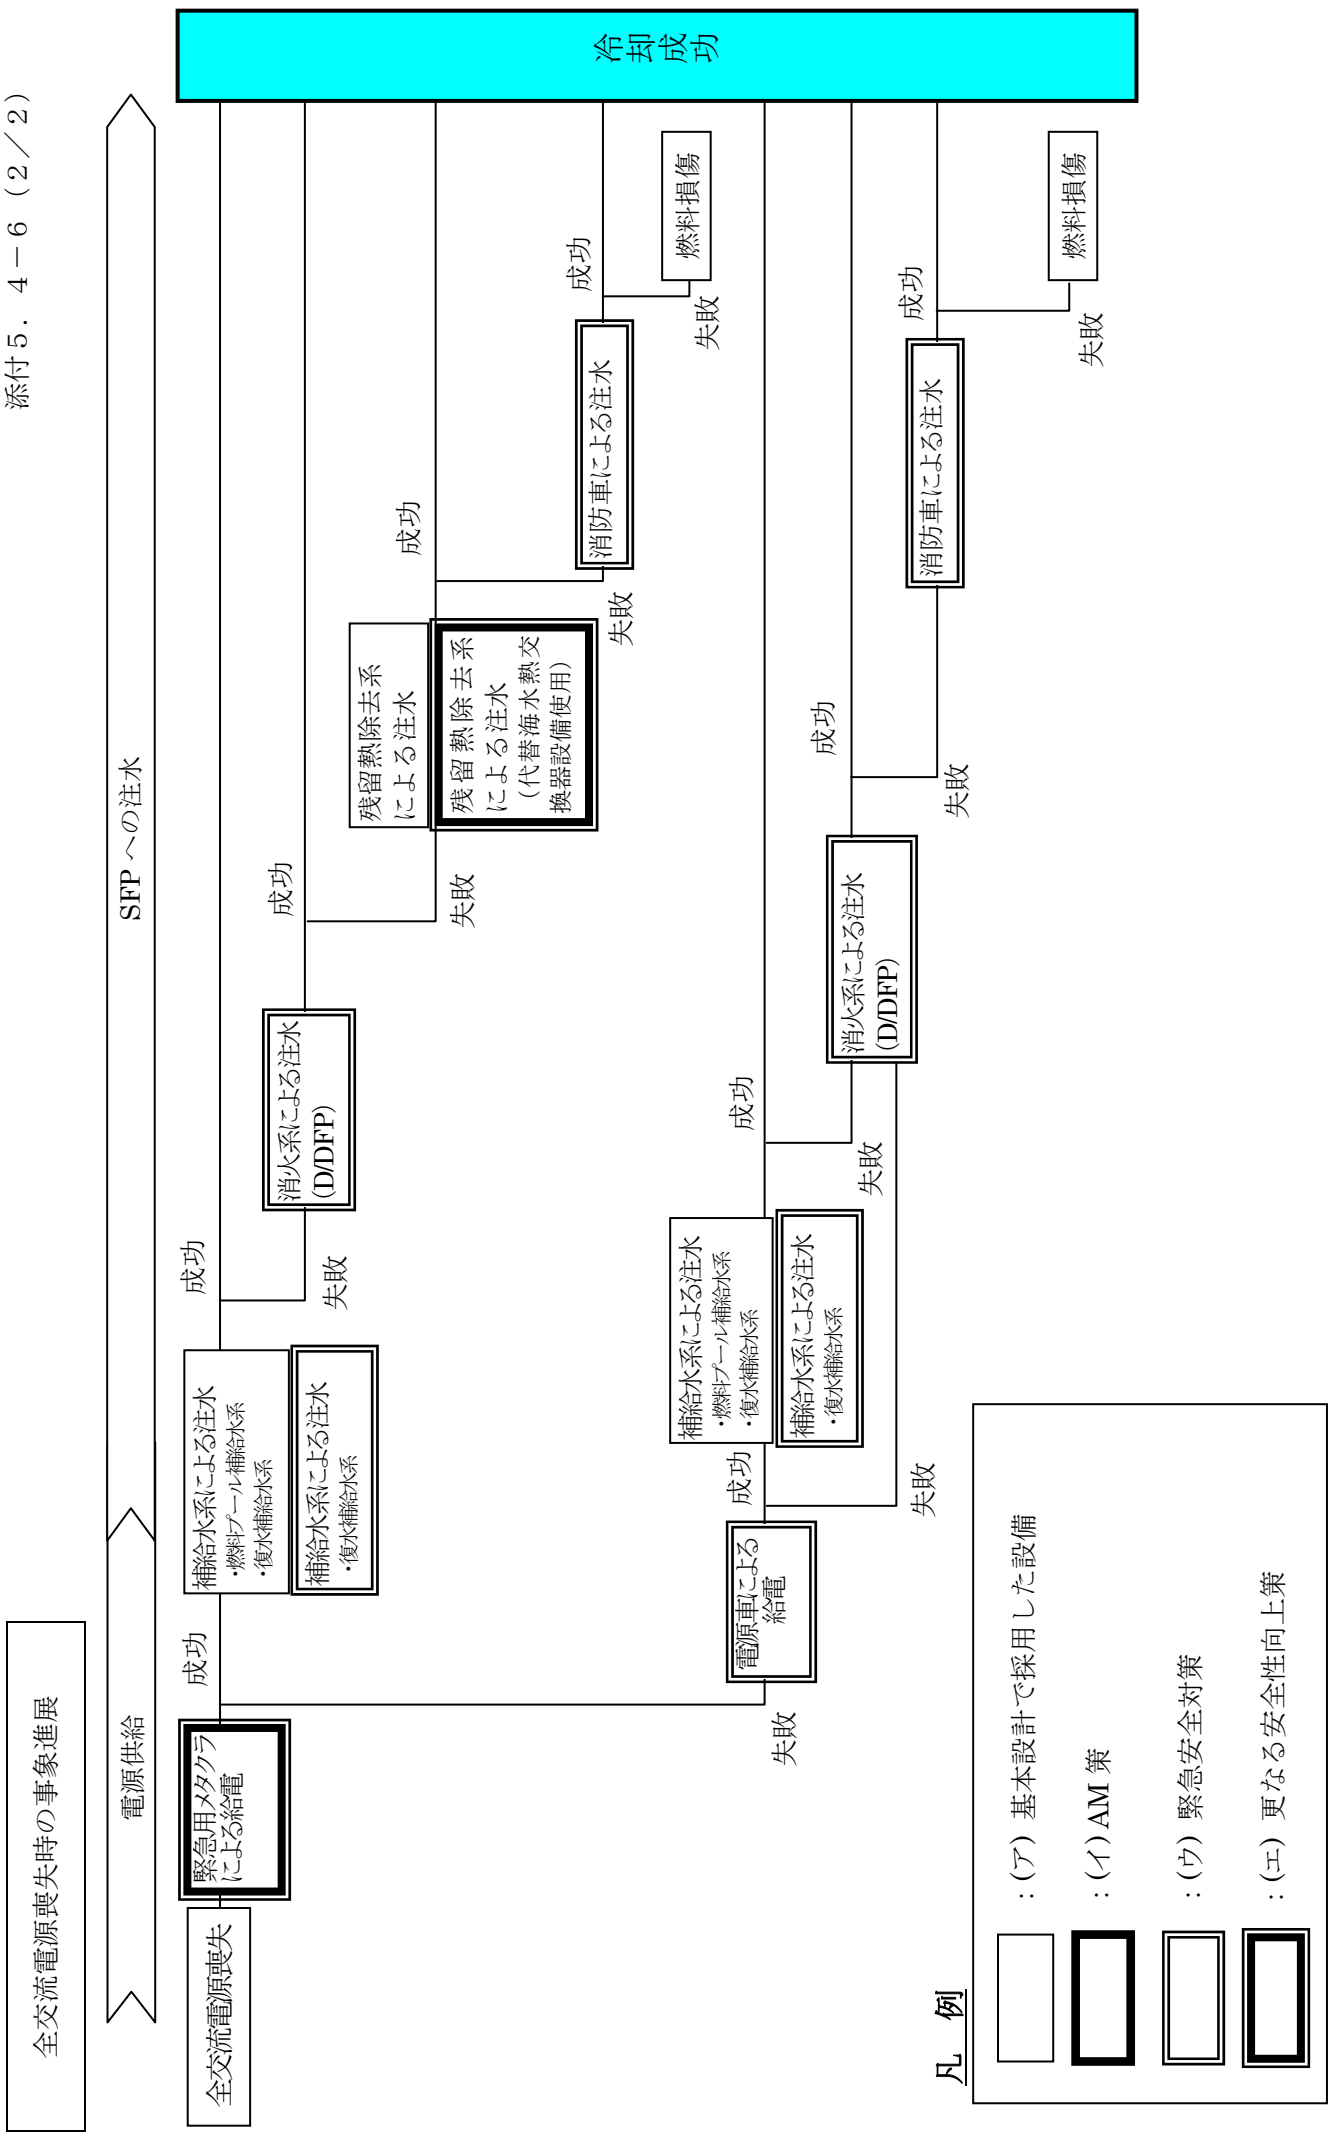 添付５．４－６（２／２）
全交流電源喪失時の事象進展
電源供給
SFP への注水
全交流電源喪失
緊急用メタクラ
による給電
成功
失敗
補給水系による注水
・燃料プール補給水系
・復水補給水系
補給水系による注水
・復水補給水系
成功
失敗
消火系による注水
(D/DFP)
成功
失敗
残留熱除去系
による注水
残留熱除去系
による注水
（代替海水熱交
換器設備使用）
成功
失敗
消防車による注水
成功
失敗
燃料損傷
電源車による
給電
成功
失敗
補給水系による注水
・燃料プール補給水系
・復水補給水系
補給水系による注水
・復水補給水系
成功
失敗
消火系による注水
(D/DFP)
成功
失敗
消防車による注水
成功
失敗
燃料損傷
冷却成功
凡　例
：(ア) 基本設計で採用した設備
：(イ) AM 策
：(ウ) 緊急安全対策
：(エ) 更なる安全性向上策